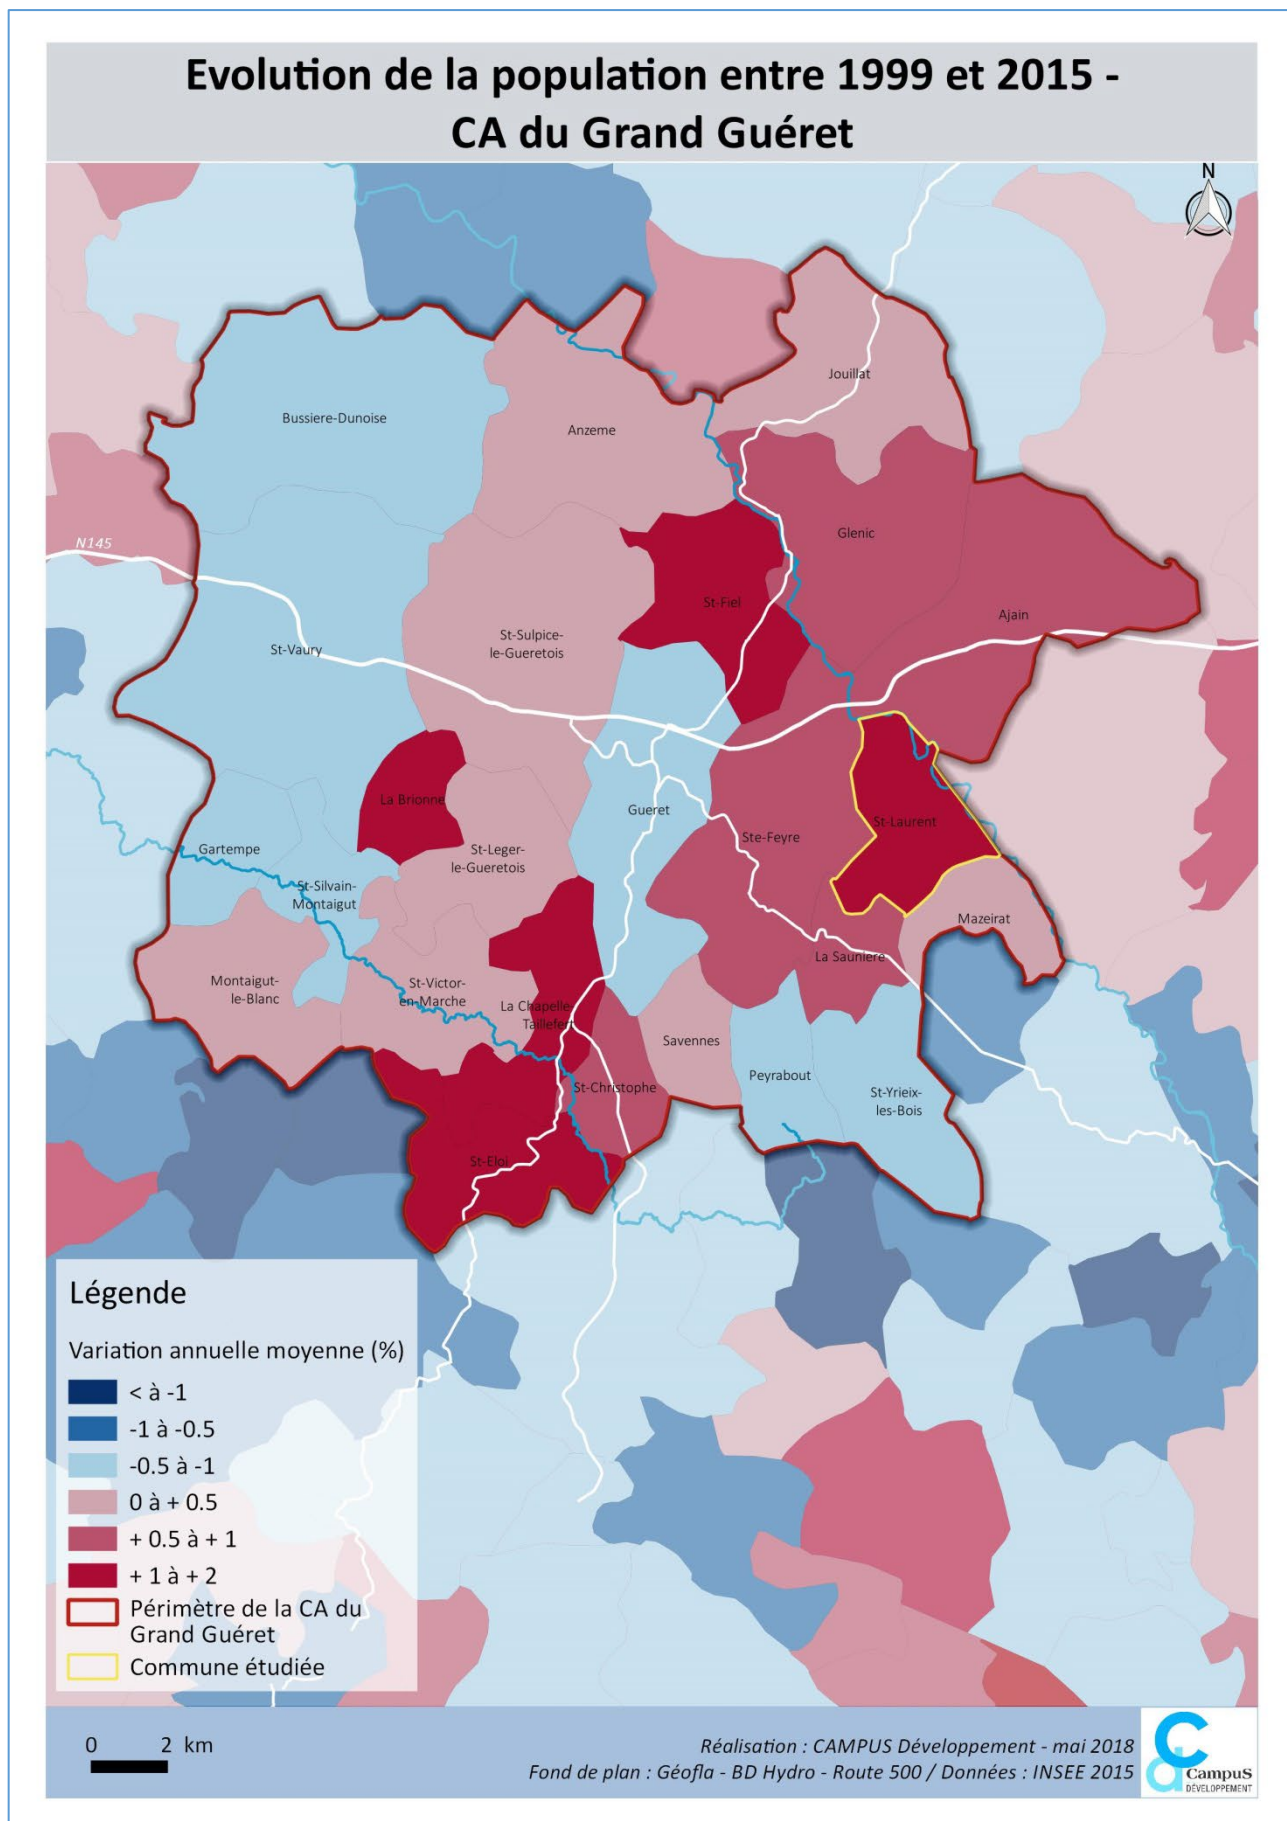 Evolution de la population entre 1999 et 2015 -
CA du Grand Guéret
N
Jouillat
Bussiere-Dunoise
Anzeme
Glenic
N145
St-Fiel
Ajain
St-Sulpice-
le-Gueretois
St-Vaury
La Brionne
Gueret
St-Laurent
Ste-Feyre
Gartempe
St-Leger-
le-Gueretois
St-Silvain-
Montaigut
Mazeirat
La Sauniere
Montaigut-
le-Blanc
St-Victor-
en-Marche
La Chapelle-
Taillefert
Savennes
Peyrabout
St-Christophe
St-Yrieix-
les-Bois
St-Eloi
Légende
Variation annuelle moyenne (%)
< à -1
-1 à -0.5
-0.5 à -1
0 à + 0.5
+ 0.5 à + 1
+ 1 à + 2
Périmètre de la CA du
Grand Guéret
Commune étudiée
0 2 km
Réalisation : CAMPUS Développement - mai 2018
Fond de plan : Géofla - BD Hydro - Route 500 / Données : INSEE 2015
Cd
Campus
DÉVELOPPEMENT